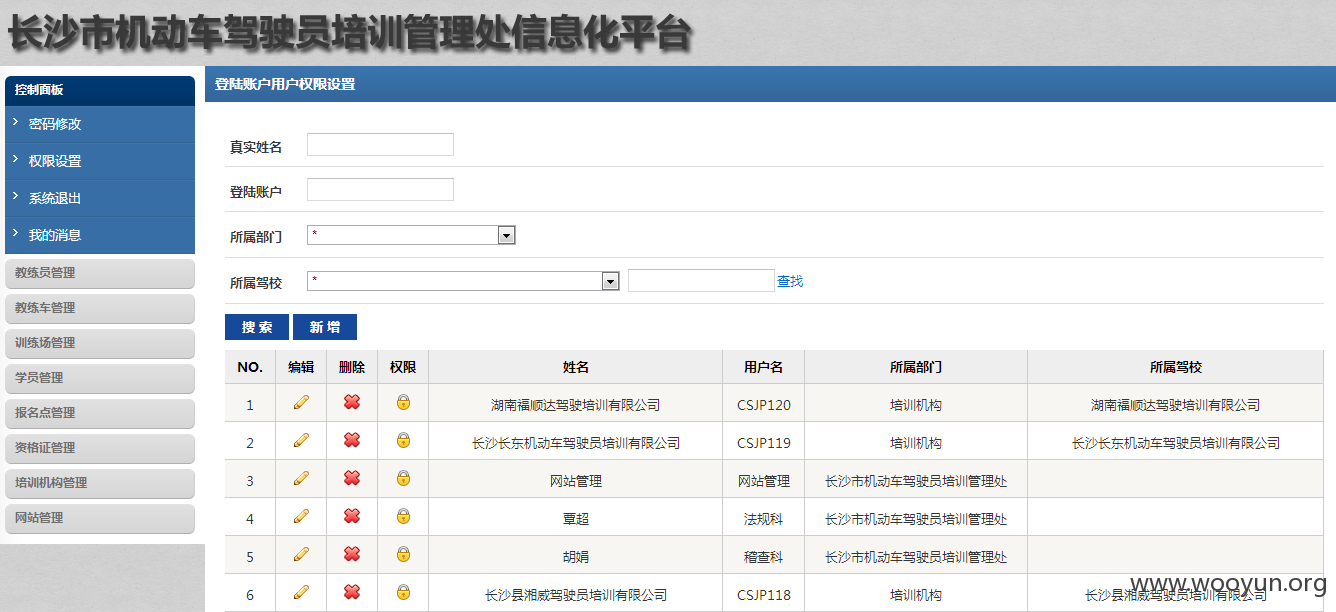 长沙市机动车驾驶员培训管理处信息化平台
控制面板
密码修改
权限设置
系统退出
我的消息
教练员管理
教练车管理
训练场管理
学员管理
报名点管理
资格证管理
培训机构管理
网站管理
登陆账户用户权限设置
真实姓名
登陆账户
所属部门 *
所属驾校 * 查找
搜 索 新 增
NO. 编辑 删除 权限 姓名 用户名 所属部门 所属驾校
1 湖南福顺达驾驶培训有限公司 CSJP120 培训机构 湖南福顺达驾驶培训有限公司
2 长沙长东机动车驾驶员培训有限公司 CSJP119 培训机构 长沙长东机动车驾驶员培训有限公司
3 网站管理 网站管理 长沙市机动车驾驶员培训管理处
4 覃超 法规科 长沙市机动车驾驶员培训管理处
5 胡娟 稽查科 长沙市机动车驾驶员培训管理处
6 长沙县湘威驾驶员培训有限公司 CSJP118 培训机构 长沙县湘威驾驶员培训有限公司
www.wooyun.org